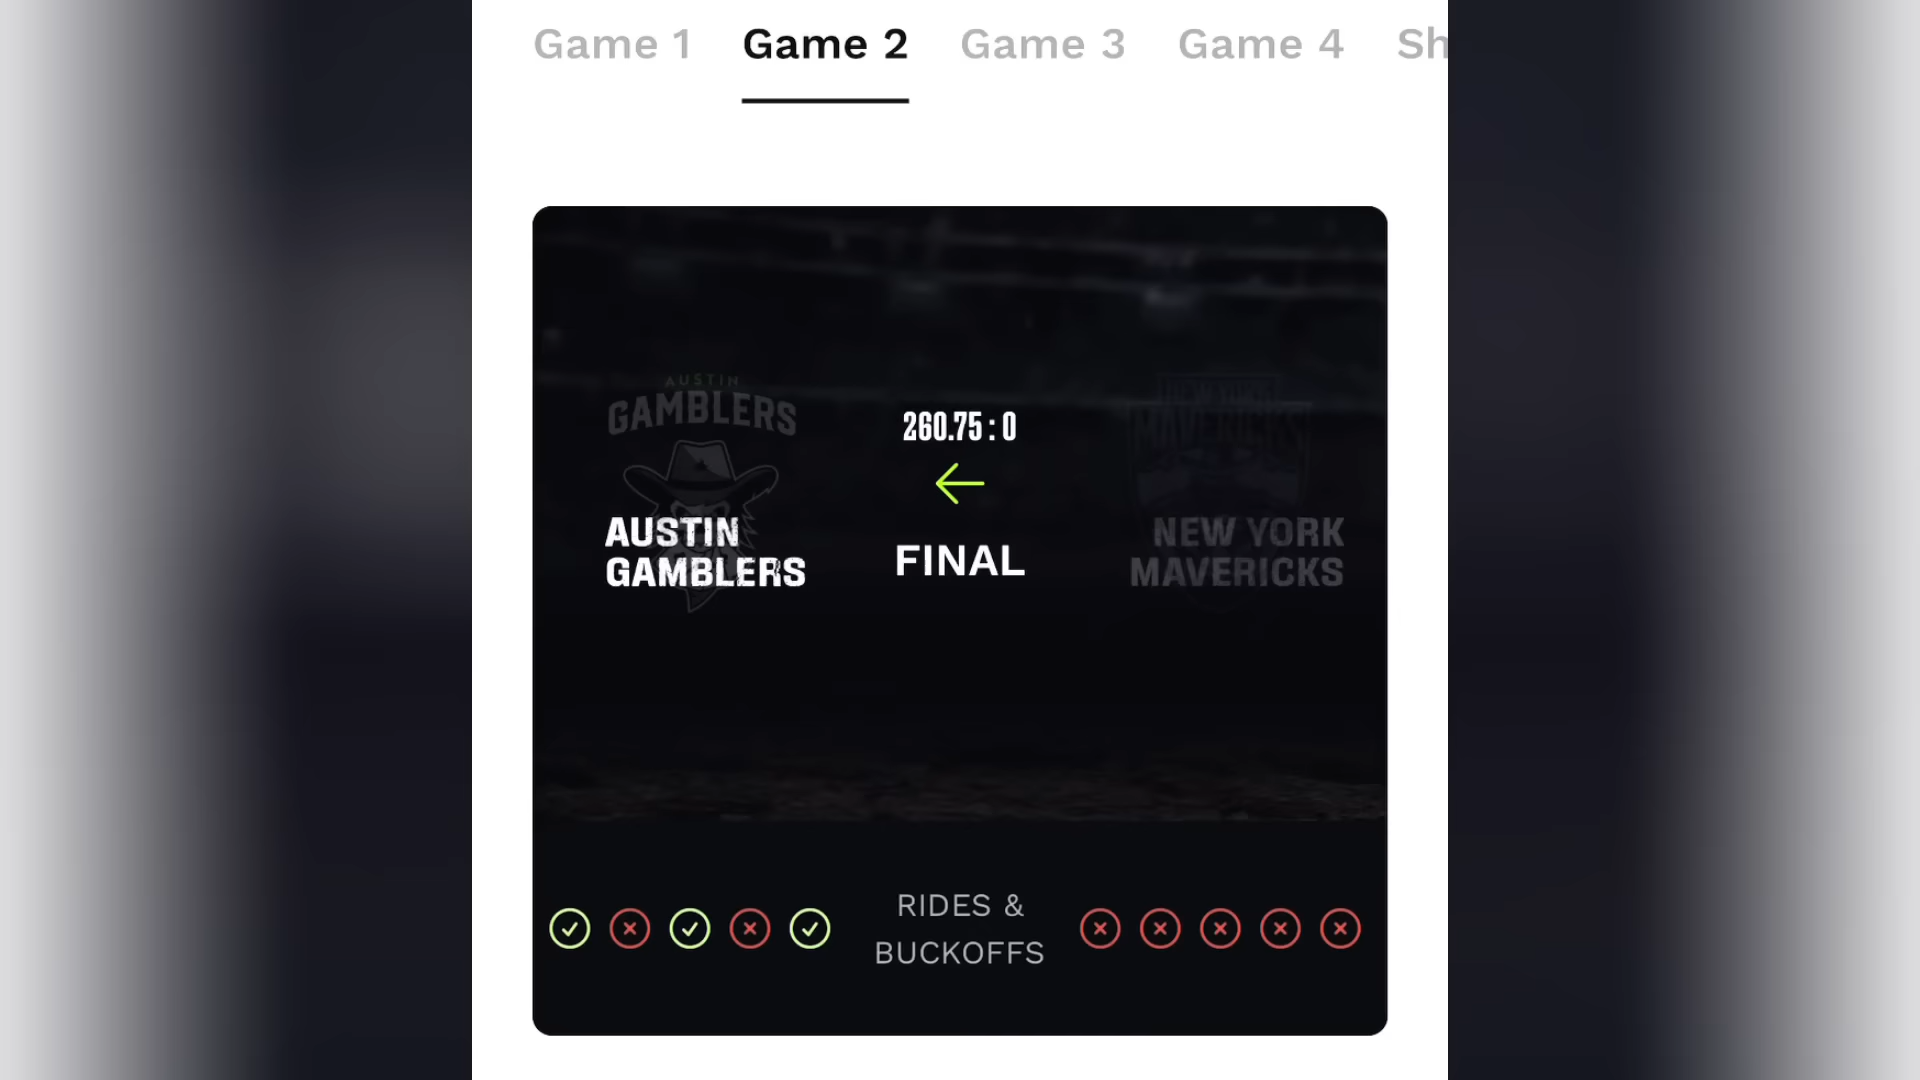 Game 1 Game 2 Game 3 Game 4 Sh
AUSTIN
GAMBLERS
MAVERICKS
260.75 : 0
AUSTIN
GAMBLERS
FINAL
NEW YORK
MAVERICKS
RIDES &
BUCKOFFS